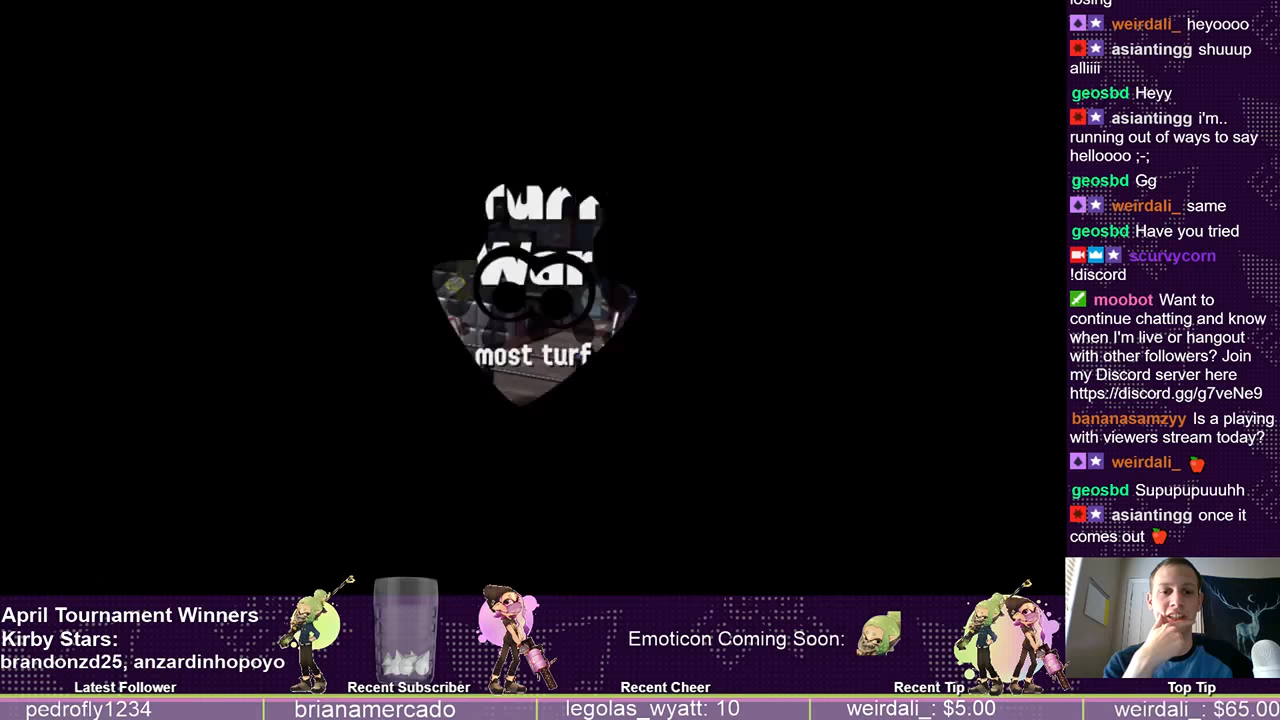 Turf
War
most turf
losing
weirdali_ heyoooo
asiantingg shuuup
alliiii
geosbd Heyy
asiantingg i'm..
running out of ways to say
helloooo ;-;
geosbd Gg
weirdali_ same
geosbd Have you tried
scurvycorn
!discord
moobot Want to
continue chatting and know
when I'm live or hangout
with other followers? Join
my Discord server here
https://discord.gg/g7veNe9
bananasamzyy Is a playing
with viewers stream today?
weirdali_ 🍎
geosbd Supupupuuuhh
asiantingg once it
comes out 🍎
April Tournament Winners
Kirby Stars:
brandonzd25, anzardinhopoyo
Emoticon Coming Soon:
Latest Follower
Recent Subscriber
Recent Cheer
Recent Tip
Top Tip
pedrofly1234
brianamercado
legolas_wyatt: 10
weirdali_: $5.00
weirdali_: $65.00